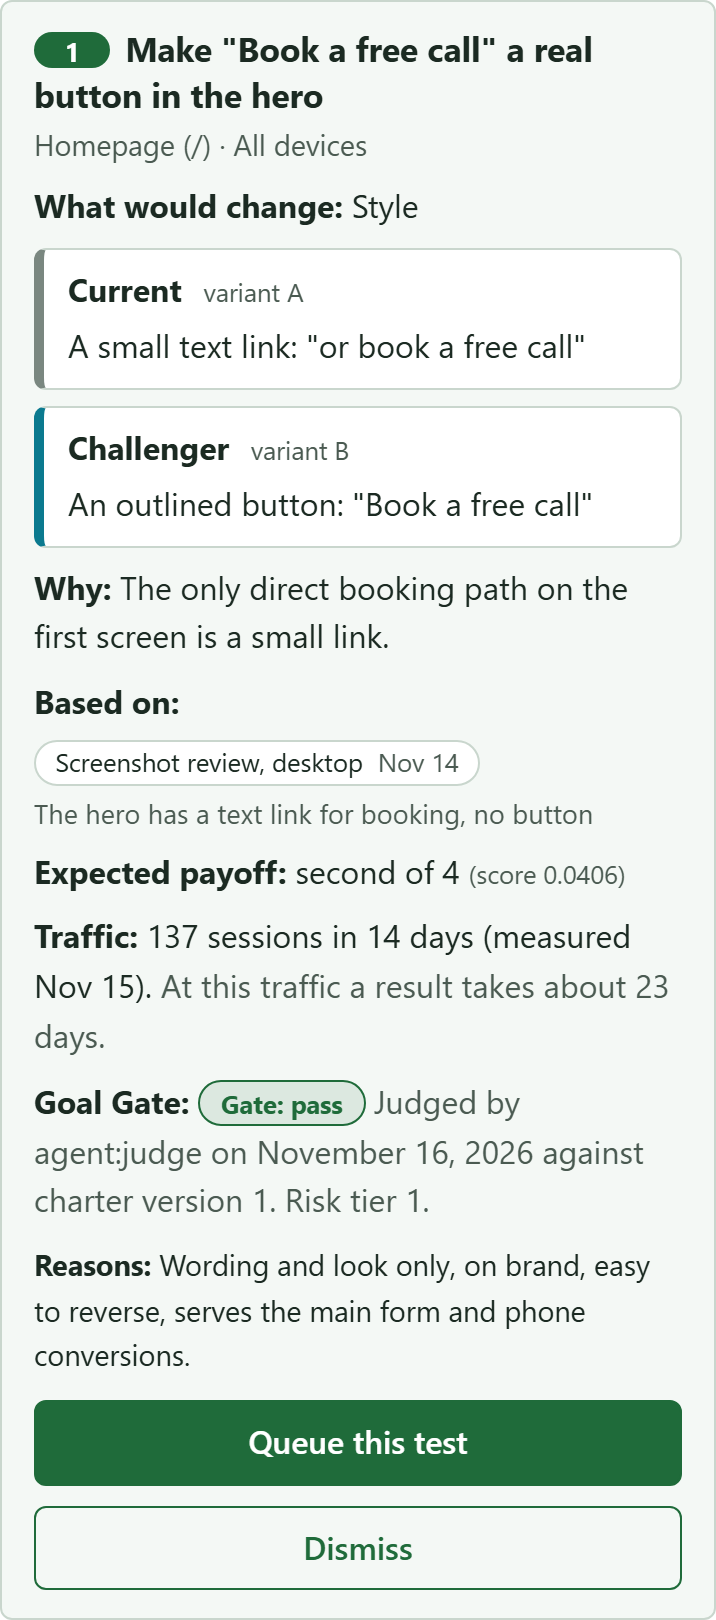 1 Make "Book a free call" a real
button in the hero
Homepage (/) · All devices
What would change: Style
Current variant A
A small text link: "or book a free call"
Challenger variant B
An outlined button: "Book a free call"
Why: The only direct booking path on the
first screen is a small link.
Based on:
Screenshot review, desktop Nov 14
The hero has a text link for booking, no button
Expected payoff: second of 4 (score 0.0406)
Traffic: 137 sessions in 14 days (measured
Nov 15). At this traffic a result takes about 23
days.
Goal Gate: Gate: pass Judged by
agent:judge on November 16, 2026 against
charter version 1. Risk tier 1.
Reasons: Wording and look only, on brand, easy
to reverse, serves the main form and phone
conversions.
Queue this test
Dismiss